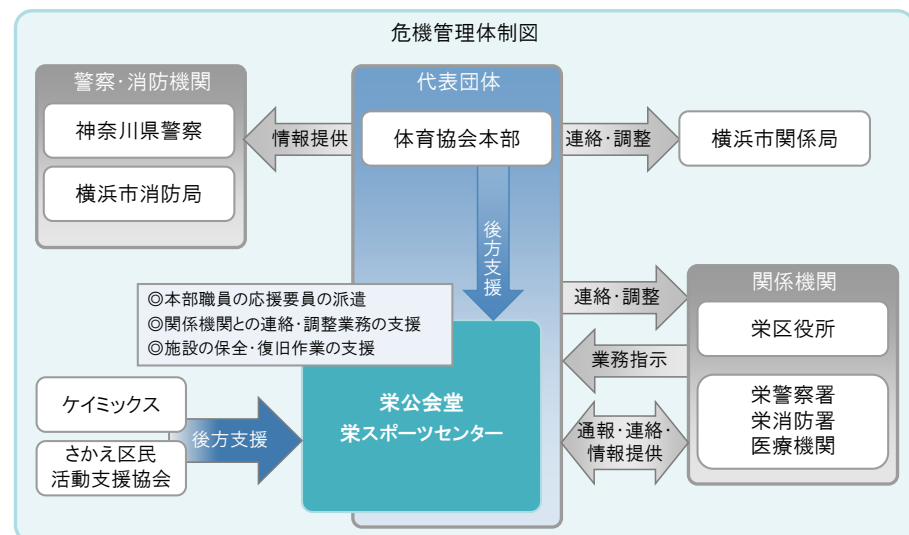 危機管理体制図
警察・消防機関
神奈川県警察
横浜市消防局
情報提供
代表団体
体育協会本部
連絡・調整
横浜市関係局
後方支援
◎本部職員の応援要員の派遣
◎関係機関との連絡・調整業務の支援
◎施設の保全・復旧作業の支援
ケイミックス
さかえ区民
活動支援協会
後方支援
栄公会堂
栄スポーツセンター
連絡・調整
業務指示
通報・連絡・
情報提供
関係機関
栄区役所
栄警察署
栄消防署
医療機関